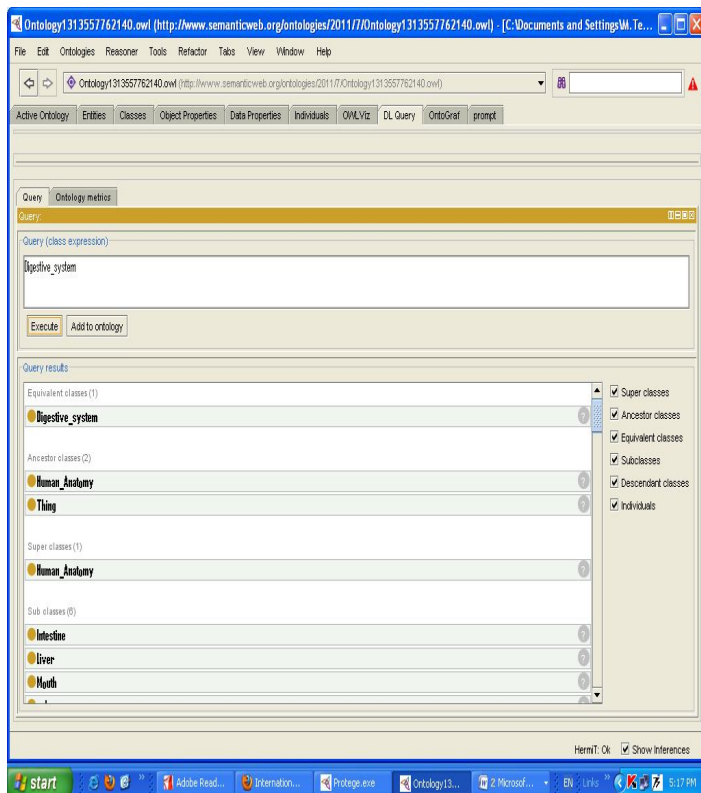 Ontology1313557762140.owl (http://www.semanticweb.org/ontologies/2011/7/Ontology1313557762140.owl) - [C:\Documents and Settings\M. Te...
File Edit Ontologies Reasoner Tools Refactor Tabs View Window Help
Ontology1313557762140.owl (http://www.semanticweb.org/ontologies/2011/7/Ontology1313557762140.owl)
Active Ontology Entities Classes Object Properties Data Properties Individuals OWLViz DL Query OntoGraf prompt
Query Ontology metrics
Query:
Query (class expression)
Digestive_system
Execute Add to ontology
Query results
Equivalent classes (1)
Digestive_system
Ancestor classes (2)
Human_Anatomy
Thing
Super classes (1)
Human_Anatomy
Sub classes (6)
Intestine
Liver
Mouth
Super classes
Ancestor classes
Equivalent classes
Subclasses
Descendant classes
Individuals
HermiT: Ok Show Inferences
start Adobe Read... Internation... Protege.exe Ontology13... 2 Microsof... EN Links 5:17 PM